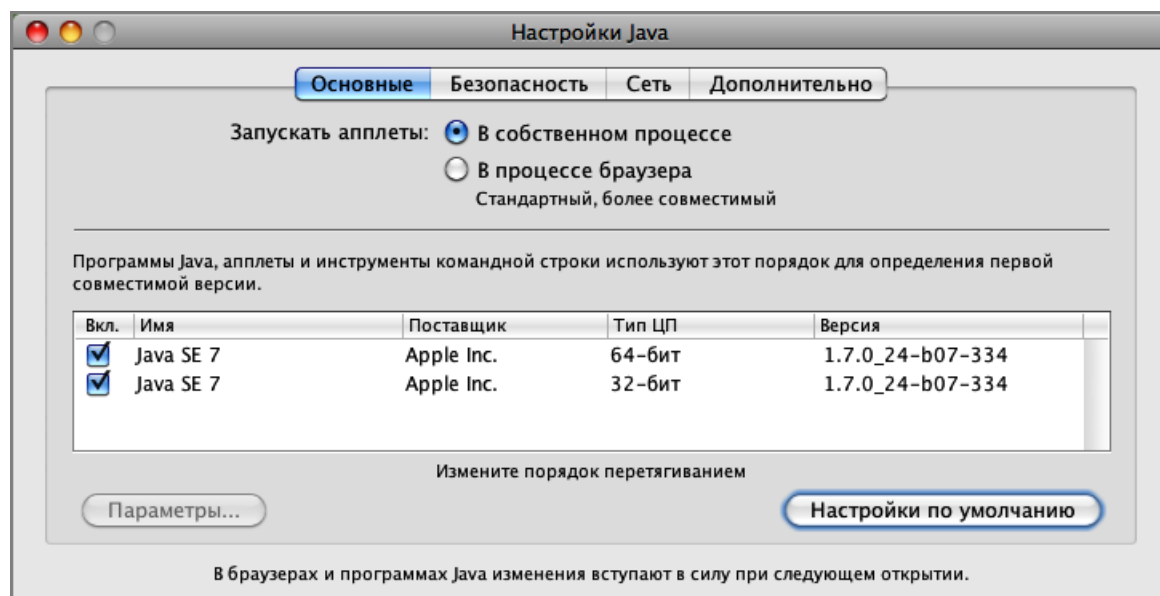 Настройки Java
Основные Безопасность Сеть Дополнительно
Запускать апплеты: В собственном процессе
В процессе браузера
Стандартный, более совместимый
Программы Java, апплеты и инструменты командной строки используют этот порядок для определения первой
совместимой версии.
Вкл. Имя Поставщик Тип ЦП Версия
Java SE 7 Apple Inc. 64-бит 1.7.0_24-b07-334
Java SE 7 Apple Inc. 32-бит 1.7.0_24-b07-334
Измените порядок перетягиванием
Параметры... Настройки по умолчанию
В браузерах и программах Java изменения вступают в силу при следующем открытии.